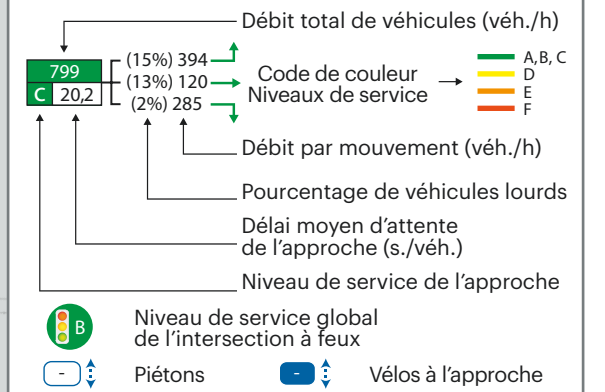 Débit total de véhicules (véh./h)
799
C 20,2
(15%) 394
(13%) 120
(2%) 285
Code de couleur
Niveaux de service
A,B, C
D
E
F
Débit par mouvement (véh./h)
Pourcentage de véhicules lourds
Délai moyen d'attente
de l'approche (s./véh.)
Niveau de service de l'approche
B
Niveau de service global
de l'intersection à feux
- Piétons
- Vélos à l'approche